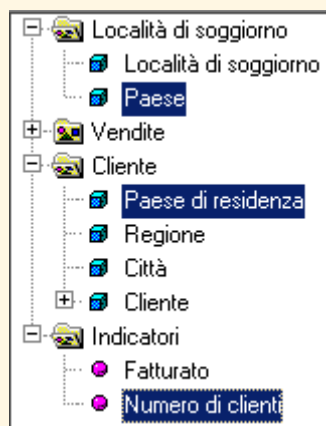 Località di soggiorno
Località di soggiorno
Paese
Vendite
Cliente
Paese di residenza
Regione
Città
Cliente
Indicatori
Fatturato
Numero di clienti